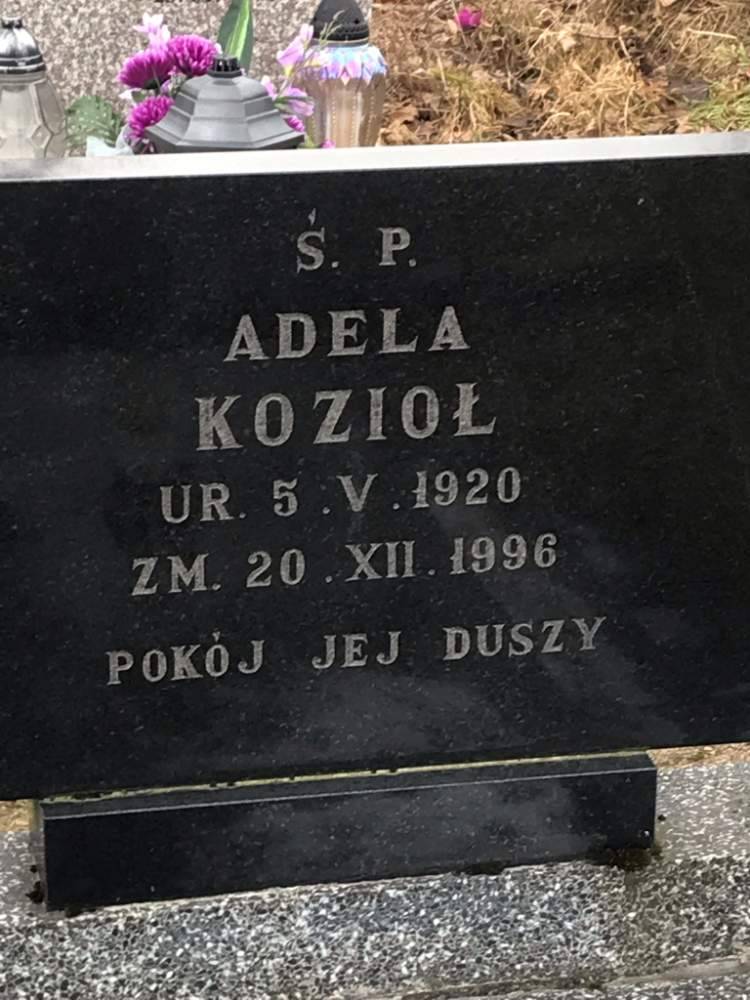 Ś. P.
ADELA
KOZIOŁ
UR. 5 .V .1920
ZM. 20 .XII .1996
POKÓJ JEJ DUSZY